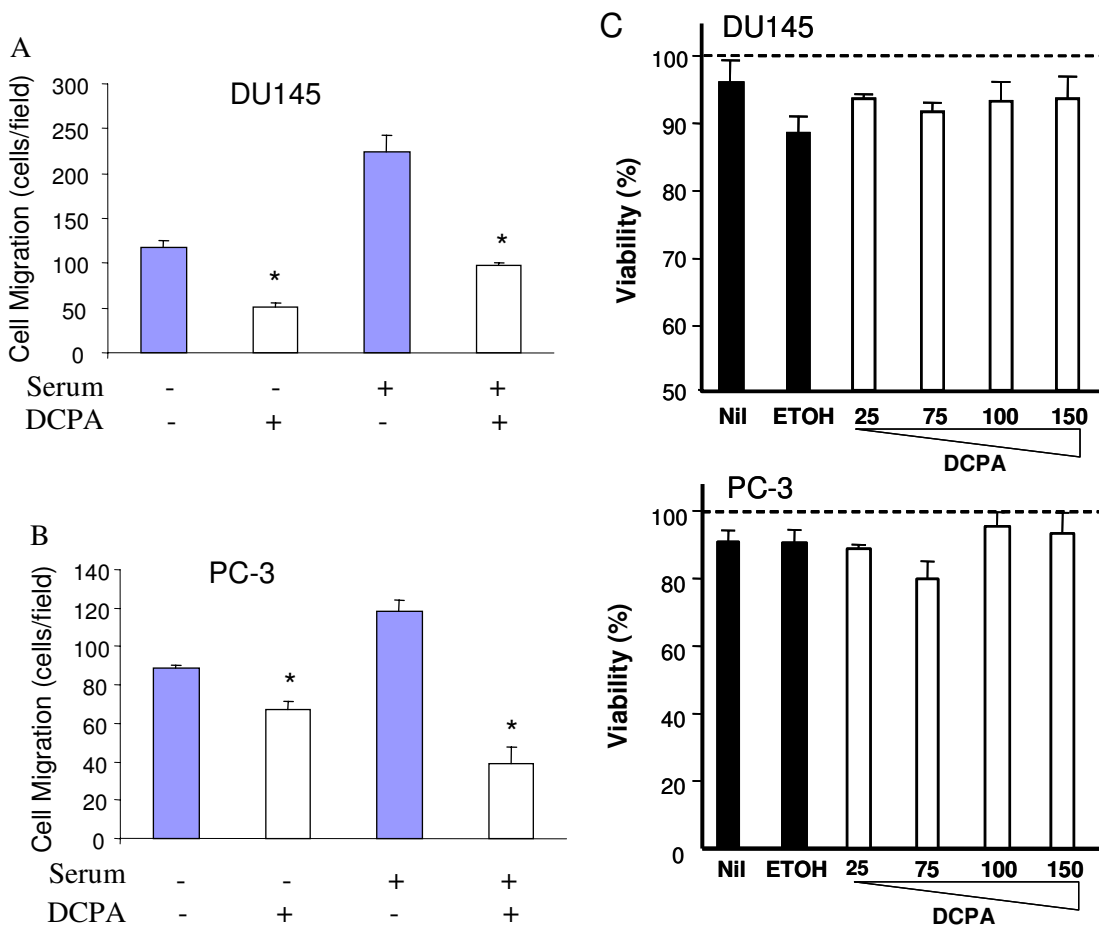 A
DU145
Cell Migration (cells/field)
300
250
200
150
100
50
0
* *
Serum - - + +
DCPA - + - +
B
PC-3
Cell Migration (cells/field)
140
120
100
80
60
40
20
0
* *
Serum - - + +
DCPA - + - +
C
DU145
Viability (%)
100
90
80
70
60
50
Nil ETOH 25 75 100 150
DCPA
PC-3
Viability (%)
100
80
60
40
20
0
Nil ETOH 25 75 100 150
DCPA